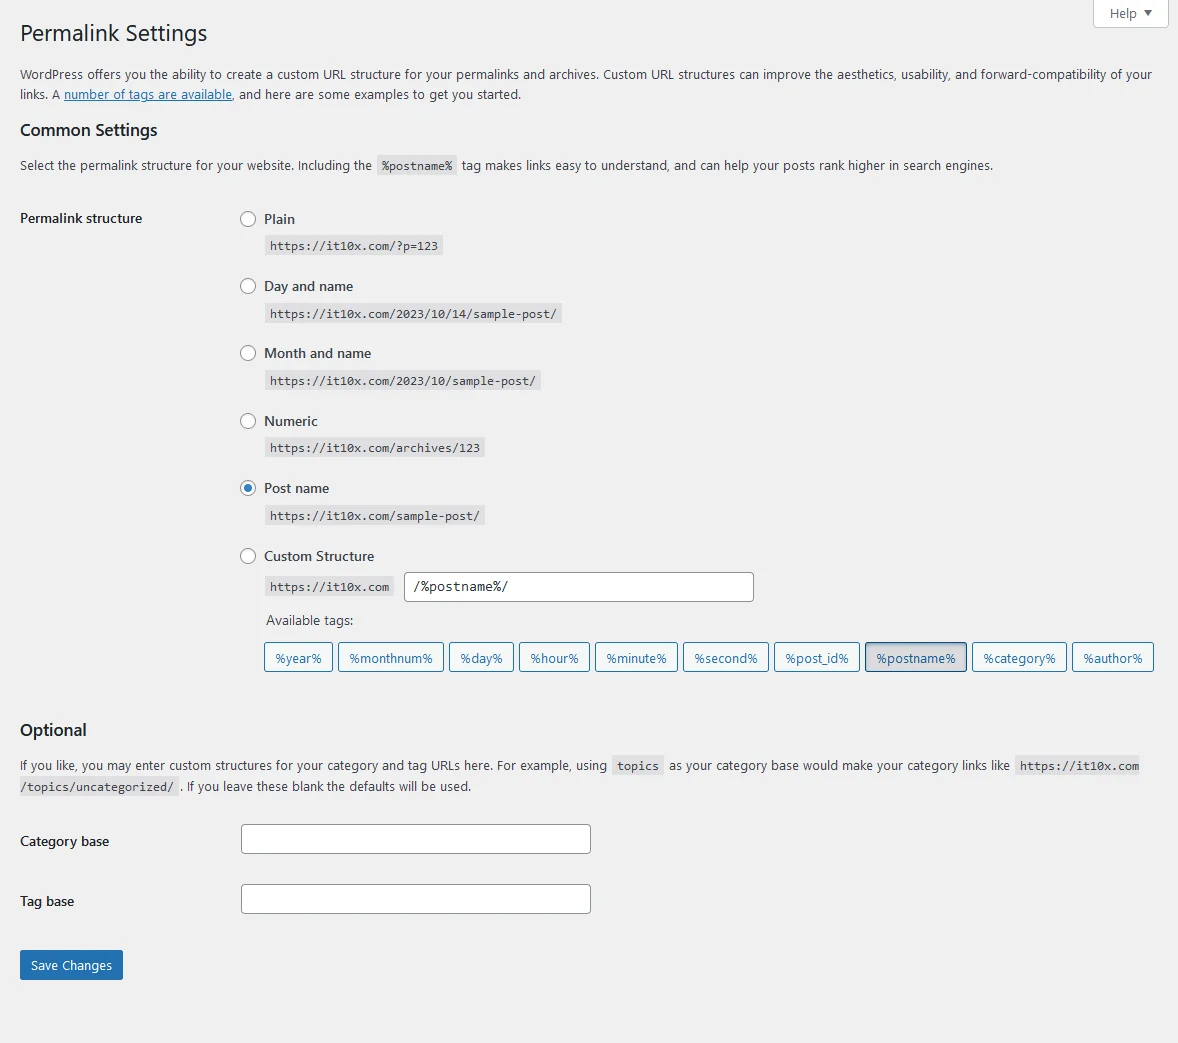 Help
Permalink Settings
WordPress offers you the ability to create a custom URL structure for your permalinks and archives. Custom URL structures can improve the aesthetics, usability, and forward-compatibility of your
links. A number of tags are available, and here are some examples to get you started.
Common Settings
Select the permalink structure for your website. Including the %postname% tag makes links easy to understand, and can help your posts rank higher in search engines.
Permalink structure
Plain
https://it10x.com/?p=123
Day and name
https://it10x.com/2023/10/14/sample-post/
Month and name
https://it10x.com/2023/10/sample-post/
Numeric
https://it10x.com/archives/123
Post name
https://it10x.com/sample-post/
Custom Structure
https://it10x.com /%postname%/
Available tags:
%year% %monthnum% %day% %hour% %minute% %second% %post_id% %postname% %category% %author%
Optional
If you like, you may enter custom structures for your category and tag URLs here. For example, using topics as your category base would make your category links like https://it10x.com
/topics/uncategorized/ . If you leave these blank the defaults will be used.
Category base
Tag base
Save Changes